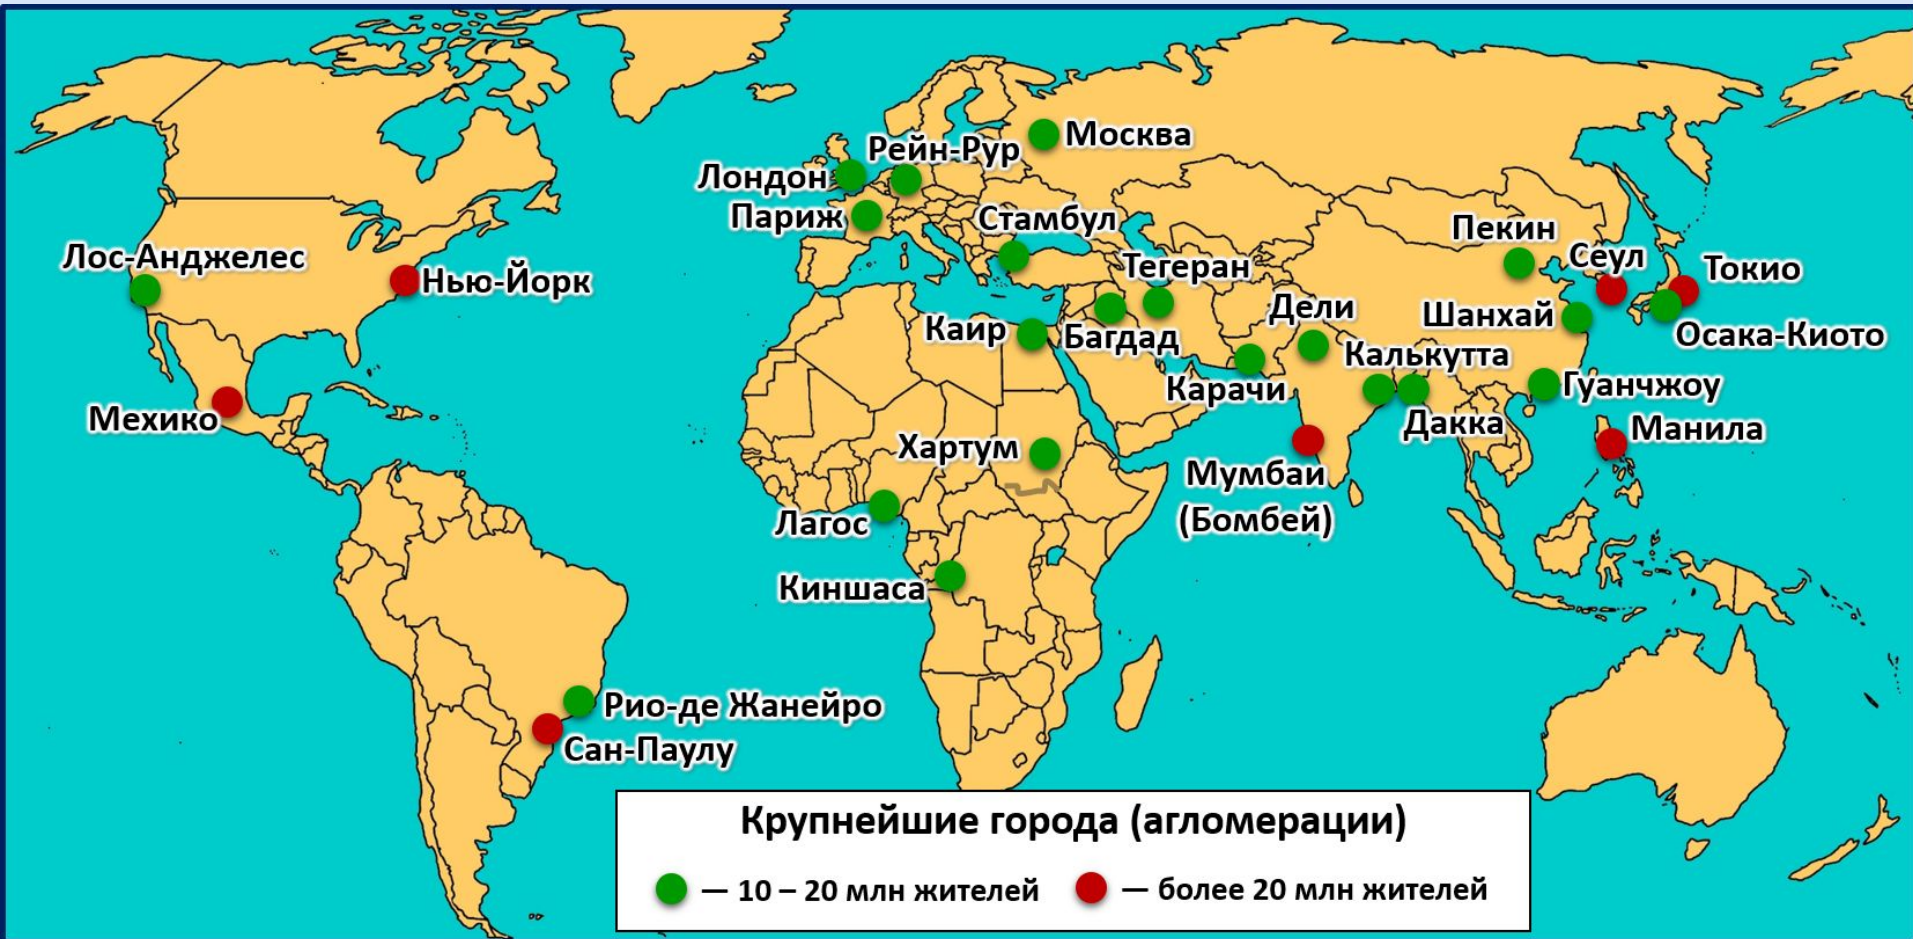 Москва
Рейн-Рур
Лондон
Париж
Стамбул
Пекин
Сеул
Токио
Лос-Анджелес
Нью-Йорк
Тегеран
Дели
Шанхай
Осака-Киото
Каир
Багдад
Калькутта
Карачи
Гуанчжоу
Мехико
Дакка
Манила
Хартум
Мумбаи
(Бомбей)
Лагос
Киншаса
Рио-де Жанейро
Сан-Паулу
Крупнейшие города (агломерации)
— 10 – 20 млн жителей
— более 20 млн жителей